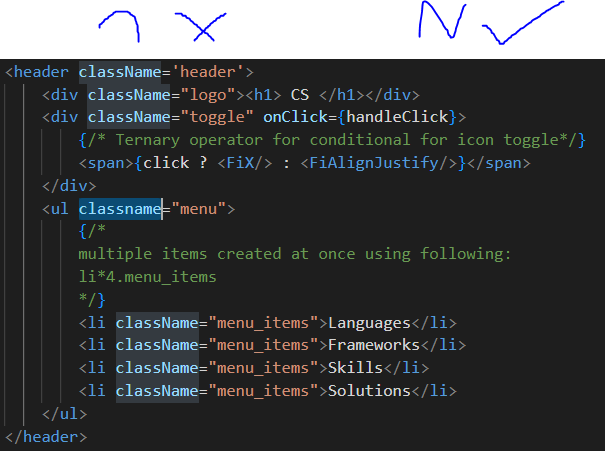 n x N ✓
<header className='header'>
<div className="logo"><h1> CS </h1></div>
<div className="toggle" onClick={handleClick}>
{/* Ternary operator for conditional for icon toggle*/}
<span>{click ? <FiX/> : <FiAlignJustify/>}</span>
</div>
<ul classname="menu">
{/*
multiple items created at once using following:
li*4.menu_items
*/}
<li className="menu_items">Languages</li>
<li className="menu_items">Frameworks</li>
<li className="menu_items">Skills</li>
<li className="menu_items">Solutions</li>
</ul>
</header>